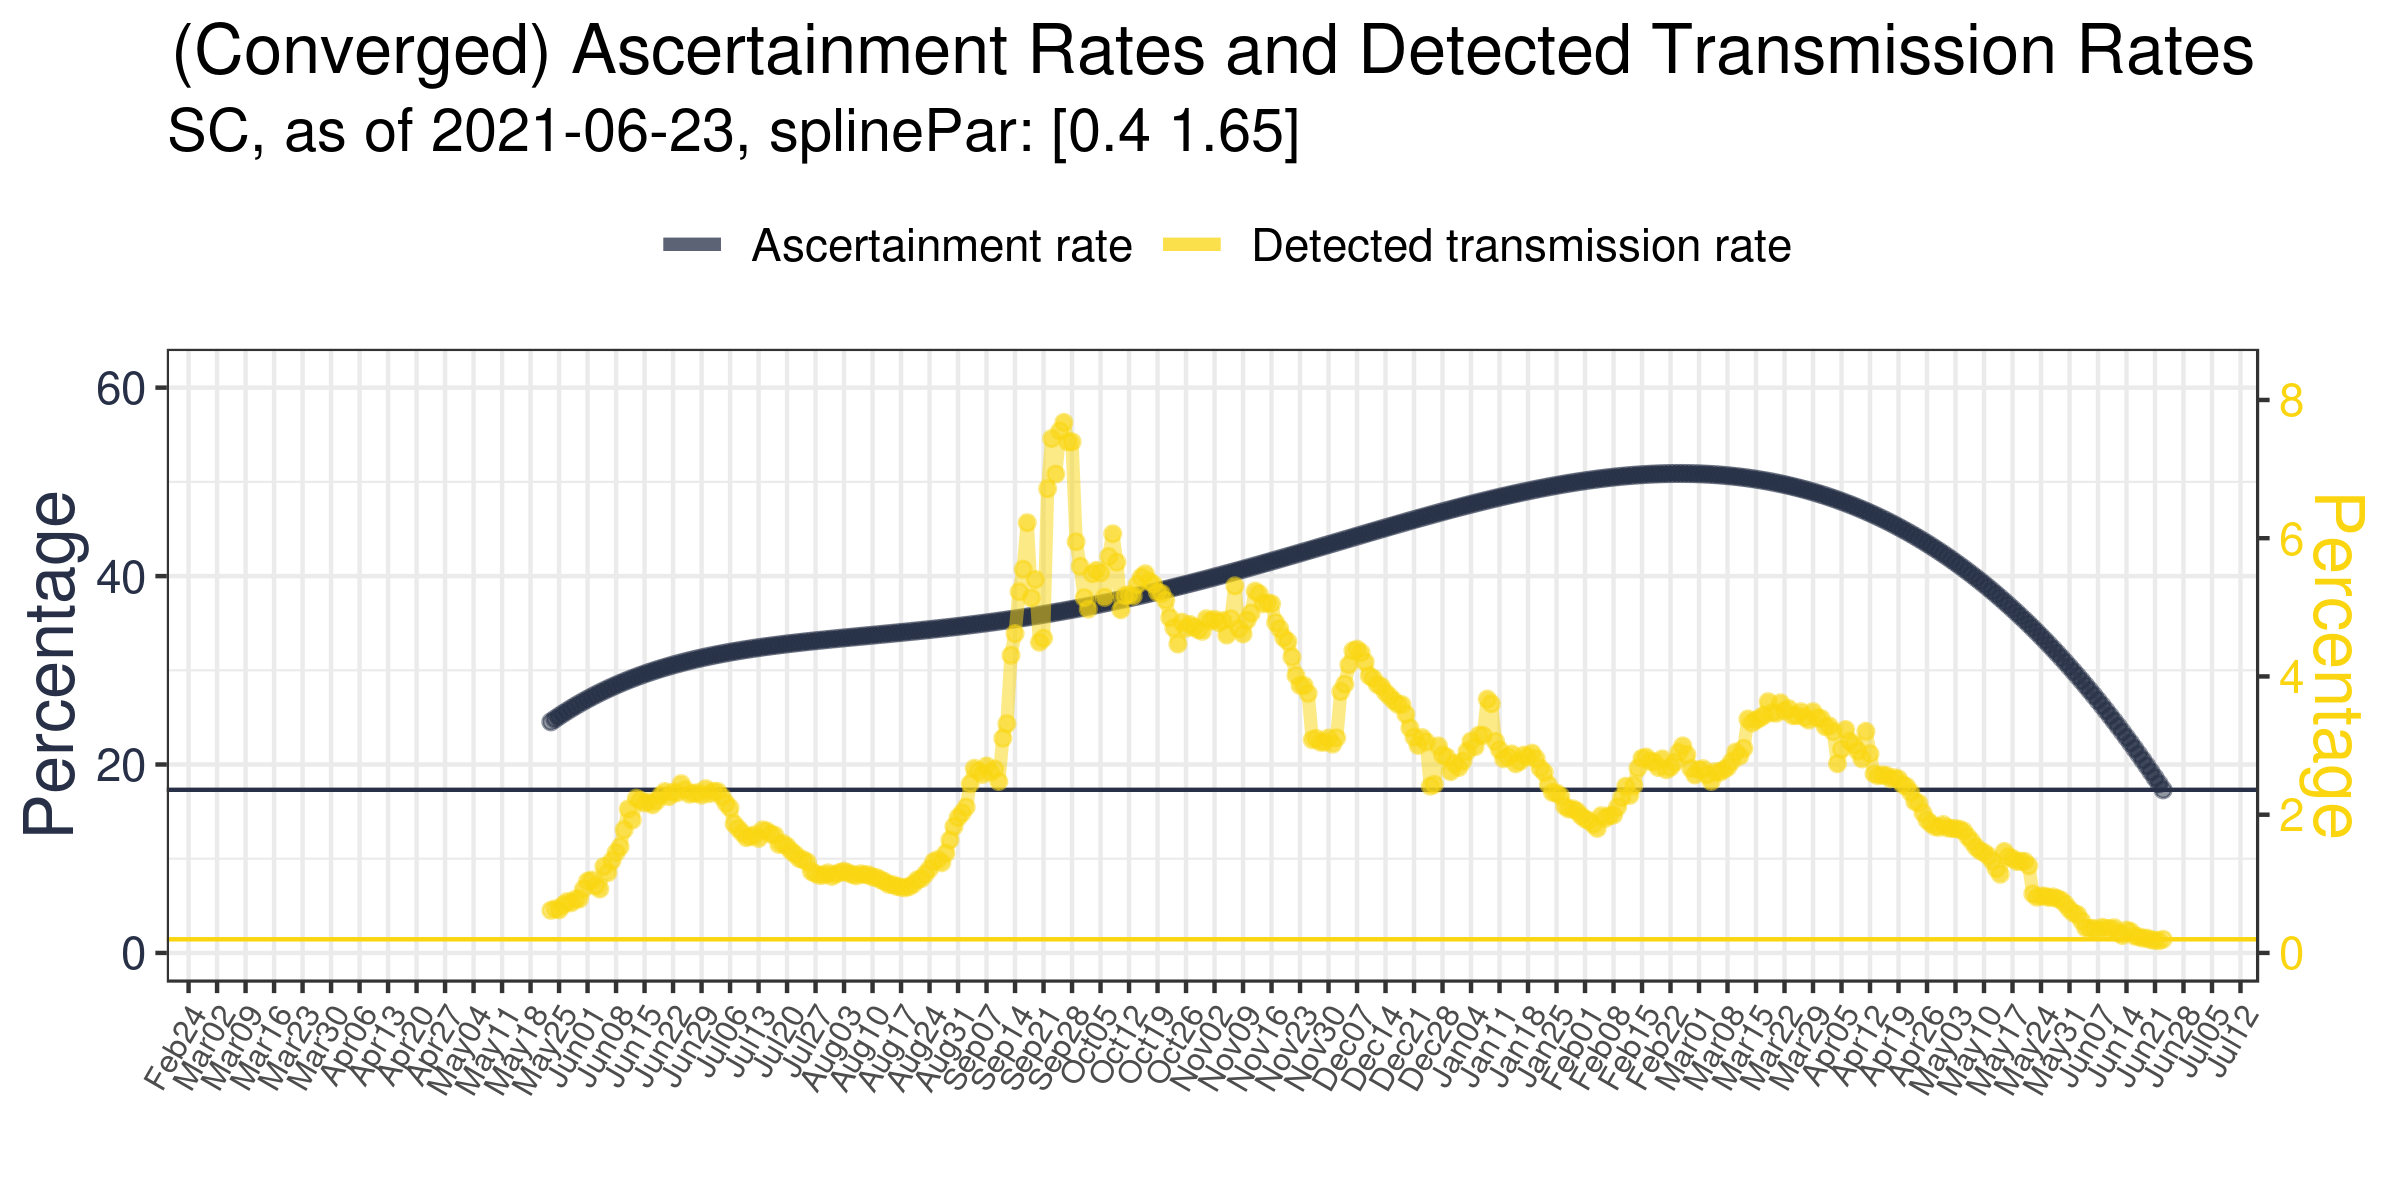 (Converged) Ascertainment Rates and Detected Transmission Rates
SC, as of 2021-06-23, splinePar: [0.4 1.65]
Ascertainment rate Detected transmission rate
Percentage
60
40
20
0
8
6
4
2
0
Percentage
Feb24
Mar02
Mar09
Mar16
Mar23
Mar30
Apr06
Apr13
Apr20
Apr27
May04
May11
May18
May25
Jun01
Jun08
Jun15
Jun22
Jun29
Jul06
Jul13
Jul20
Jul27
Aug03
Aug10
Aug17
Aug24
Aug31
Sep07
Sep14
Sep21
Sep28
Oct05
Oct12
Oct19
Oct26
Nov02
Nov09
Nov16
Nov23
Nov30
Dec07
Dec14
Dec21
Dec28
Jan04
Jan11
Jan18
Jan25
Feb01
Feb08
Feb15
Feb22
Mar01
Mar08
Mar15
Mar22
Mar29
Apr05
Apr12
Apr19
Apr26
May03
May10
May17
May24
May31
Jun07
Jun14
Jun21
Jun28
Jul05
Jul12